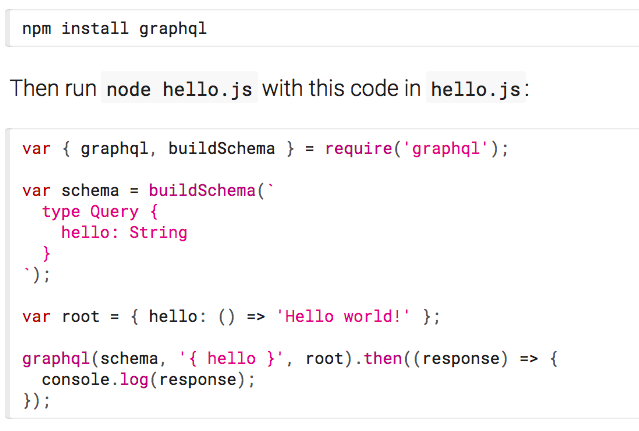 npm install graphql
Then run node hello.js with this code in hello.js:
var { graphql, buildSchema } = require('graphql');
var schema = buildSchema(`
  type Query {
    hello: String
  }
`);
var root = { hello: () => 'Hello world!' };
graphql(schema, '{ hello }', root).then((response) => {
  console.log(response);
});